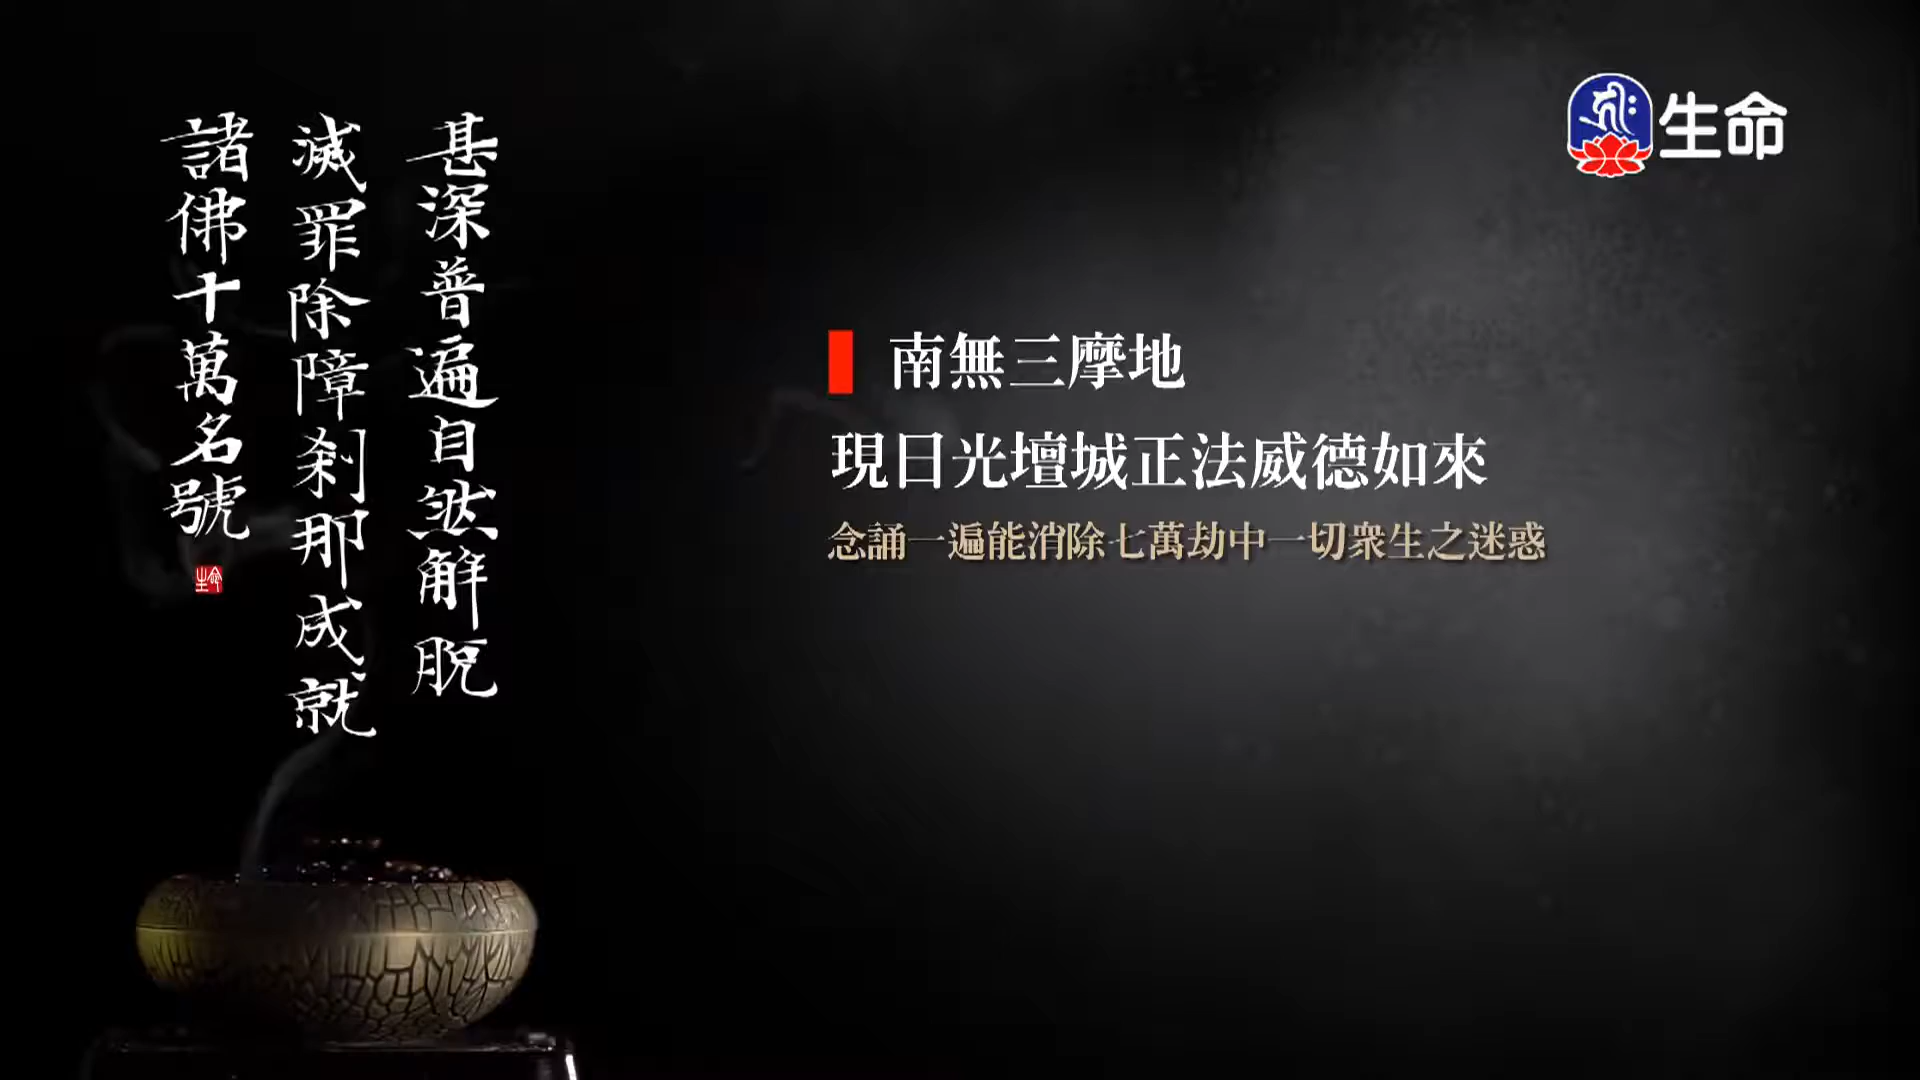 甚深普遍自然解脫
滅罪除障剎那成就
諸佛十萬名號
生命
生命
南無三摩地
現日光壇城正法威德如來
念誦一遍能消除七萬劫中一切衆生之迷惑